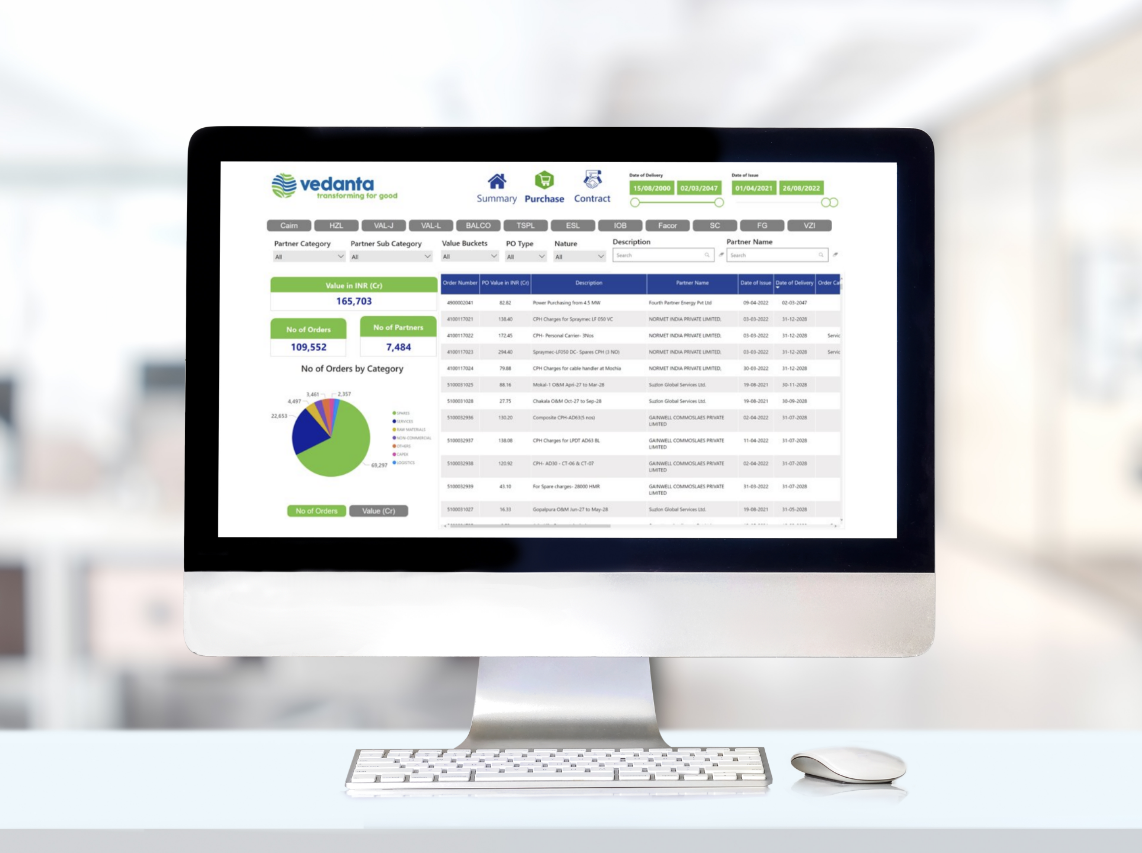 vedanta
transforming for good
Summary Purchase Contract
Date of Delivery
15/08/2000 02/03/2047
Date of Issue
01/04/2021 26/08/2022
Cairn HZL VAL-J VAL-L BALCO TSPL ESL IOB Facor SC FG VZI
Partner Category Partner Sub Category Value Buckets PO Type Nature Description Partner Name
All All All All All Search Search
Value in INR (Cr)
165,703
No of Orders No of Partners
109,552 7,484
No of Orders by Category
3,401 2,357
4,497
22,653
69,297
SPARES
SERVICES
RAW MATERIALS
NON-COMMERCIAL
OTHERS
CAPEX
LOGISTICS
No of Orders Value (Cr)
Order Number PO Value in INR (Cr) Description Partner Name Date of Issue Date of Delivery Order Ca
4900002041 82.82 Power Purchasing from 4.5 MW Fourth Partner Energy Pvt Ltd 09-04-2022 02-03-2047
4100117021 138.40 CPH Charges for Spraymec LF 050 VC NORMET INDIA PRIVATE LIMITED. 03-03-2022 31-12-2028
4100117022 172.45 CPH- Personal Carrier- 3Nos NORMET INDIA PRIVATE LIMITED. 03-03-2022 31-12-2028 Servic
4100117023 294.40 Spraymec-LF050 DC- Spares CPH (3 NO) NORMET INDIA PRIVATE LIMITED. 03-03-2022 31-12-2028 Servic
4100117024 79.88 CPH Charges for cable handler at Mochia NORMET INDIA PRIVATE LIMITED. 30-03-2022 31-12-2028
5100031025 88.16 Mokal-1 O&M April-27 to Mar-28 Suzlon Global Services Ltd. 19-08-2021 30-11-2028
5100031028 27.75 Chakala O&M Oct-27 to Sep-28 Suzlon Global Services Ltd. 19-08-2021 30-09-2028
5100032936 130.20 Composite CPH-AD63(5 nos) GAINWELL COMMOSLAES PRIVATE LIMITED 02-04-2022 31-07-2028
5100032937 138.08 CPH Charges for LPDT AD63 BL GAINWELL COMMOSLAES PRIVATE LIMITED 11-04-2022 31-07-2028
5100032938 120.92 CPH- AD30 - CT-06 & CT-07 GAINWELL COMMOSLAES PRIVATE LIMITED 02-04-2022 31-07-2028
5100032939 43.10 For Spare charges- 28000 HMR GAINWELL COMMOSLAES PRIVATE LIMITED 31-03-2022 31-07-2028
5100031027 16.33 Gopalpura O&M Jun-27 to May-28 Suzlon Global Services Ltd. 19-08-2021 31-05-2028